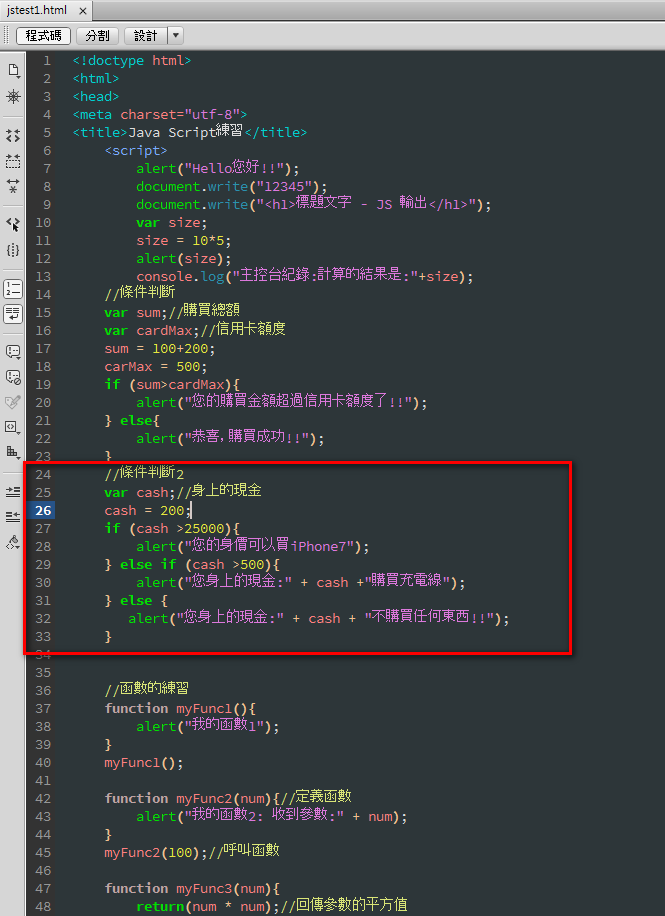 jstest1.html ×
程式碼 分割 設計
1 <!doctype html>
2 <html>
3 <head>
4 <meta charset="utf-8">
5 <title>Java Script練習</title>
6 <script>
7 alert("Hello您好!!");
8 document.write("12345");
9 document.write("<h1>標題文字 - JS 輸出</h1>");
10 var size;
11 size = 10*5;
12 alert(size);
13 console.log("主控台紀錄:計算的結果是:"+size);
14 //條件判斷
15 var sum;//購買總額
16 var cardMax;//信用卡額度
17 sum = 100+200;
18 carMax = 500;
19 if (sum>cardMax){
20 alert("您的購買金額超過信用卡額度了!!");
21 } else{
22 alert("恭喜,購買成功!!");
23 }
24 //條件判斷2
25 var cash;//身上的現金
26 cash = 200;
27 if (cash >25000){
28 alert("您的身價可以買iPhone7");
29 } else if (cash >500){
30 alert("您身上的現金:" + cash +"購買充電線");
31 } else {
32 alert("您身上的現金:" + cash + "不購買任何東西!!");
33 }
34
35
36 //函數的練習
37 function myFunc1(){
38 alert("我的函數1");
39 }
40 myFunc1();
41
42 function myFunc2(num){//定義函數
43 alert("我的函數2: 收到參數:" + num);
44 }
45 myFunc2(100);//呼叫函數
46
47 function myFunc3(num){
48 return(num * num);//回傳參數的平方值